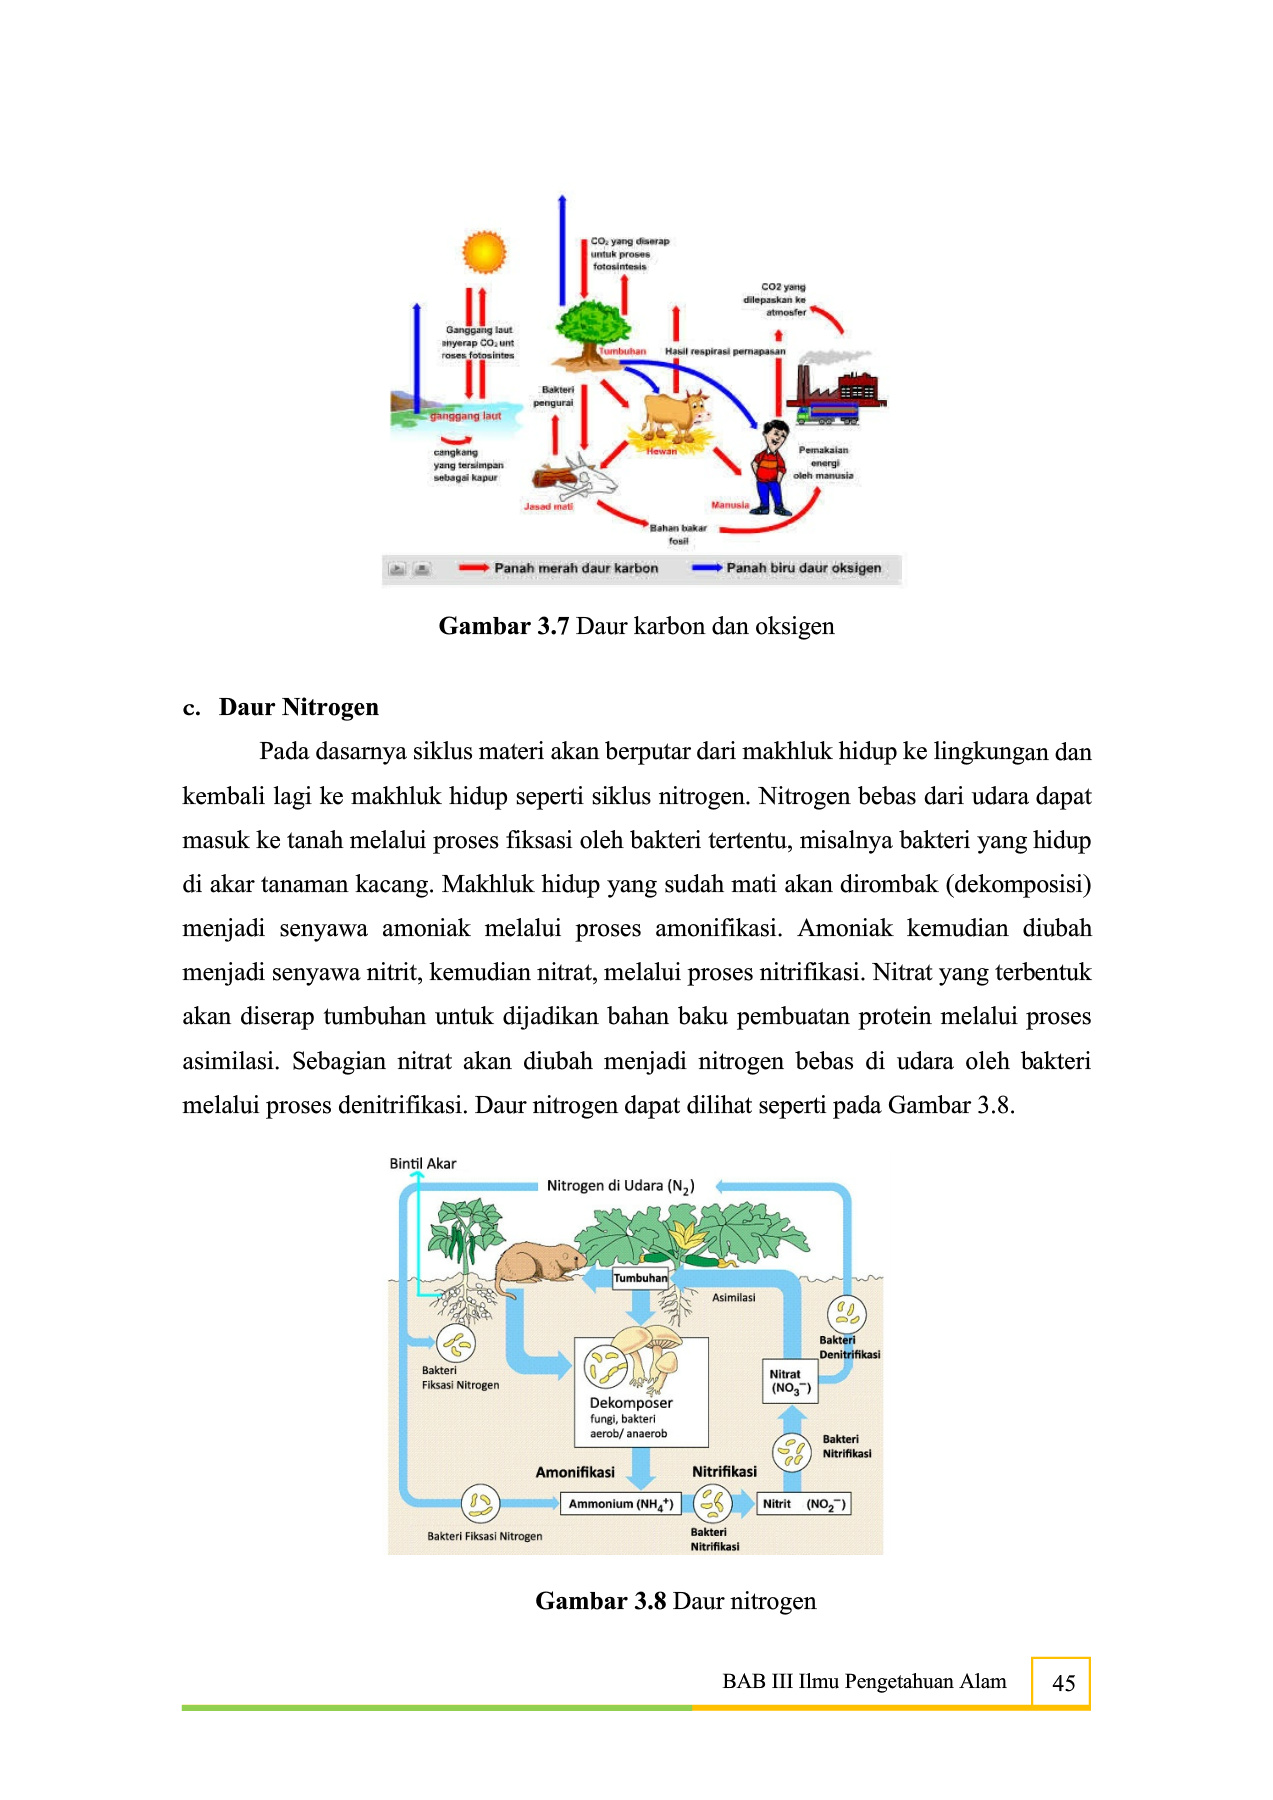 CO₂ yang diserap
untuk proses
fotosintesis
CO2 yang
dilepaskan ke
atmosfer
Ganggang laut
enyerap CO₂ unt
roses fotosintes
Tumbuhan
Hasil respirasi pernapasan
Bakteri
pengurai
ganggang laut
cangkang
yang tersimpan
sebagai kapur
Hewan
Pemakaian
energi
oleh manusia
Jasad mati
Manusia
Bahan bakar
fosil
Panah merah daur karbon
Panah biru daur oksigen
Gambar 3.7 Daur karbon dan oksigen
c. Daur Nitrogen
Pada dasarnya siklus materi akan berputar dari makhluk hidup ke lingkungan dan
kembali lagi ke makhluk hidup seperti siklus nitrogen. Nitrogen bebas dari udara dapat
masuk ke tanah melalui proses fiksasi oleh bakteri tertentu, misalnya bakteri yang hidup
di akar tanaman kacang. Makhluk hidup yang sudah mati akan dirombak (dekomposisi)
menjadi senyawa amoniak melalui proses amonifikasi. Amoniak kemudian diubah
menjadi senyawa nitrit, kemudian nitrat, melalui proses nitrifikasi. Nitrat yang terbentuk
akan diserap tumbuhan untuk dijadikan bahan baku pembuatan protein melalui proses
asimilasi. Sebagian nitrat akan diubah menjadi nitrogen bebas di udara oleh bakteri
melalui proses denitrifikasi. Daur nitrogen dapat dilihat seperti pada Gambar 3.8.
Bintil Akar
Nitrogen di Udara (N₂)
Tumbuhan
Asimilasi
Bakteri
Denitrifikasi
Bakteri
Fiksasi Nitrogen
Nitrat
(NO₃⁻)
Dekomposer
fungi, bakteri
aerob/ anaerob
Bakteri
Nitrifikasi
Amonifikasi
Nitrifikasi
Ammonium (NH₄⁺)
Nitrit (NO₂⁻)
Bakteri Fiksasi Nitrogen
Bakteri
Nitrifikasi
Gambar 3.8 Daur nitrogen
BAB III Ilmu Pengetahuan Alam 45